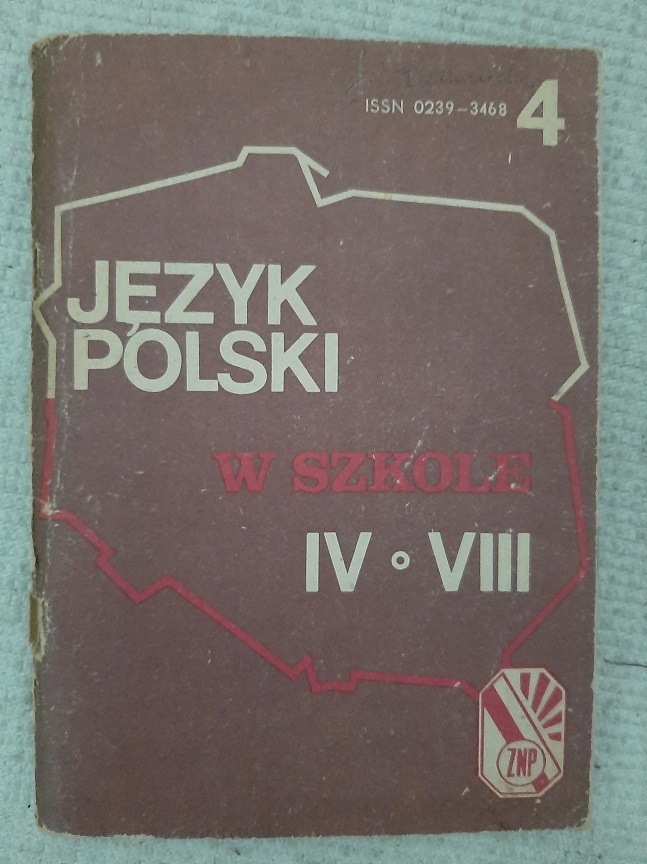 ISSN 0239-3468 4
JĘZYK
POLSKI
W SZKOLE
IV • VIII
ZNP